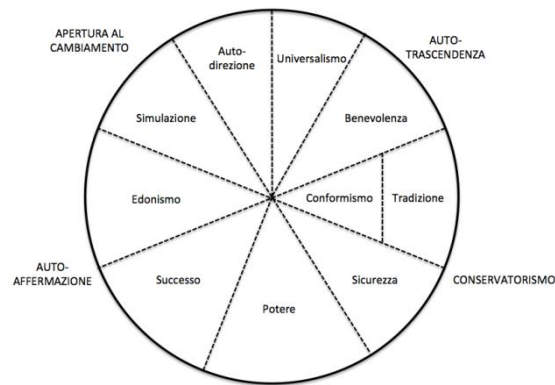 APERTURA AL
CAMBIAMENTO
AUTO-
TRASCENDENZA
Auto-
direzione
Universalismo
Simulazione
Benevolenza
Edonismo
Conformismo
Tradizione
AUTO-
AFFERMAZIONE
Successo
Sicurezza
CONSERVATORISMO
Potere